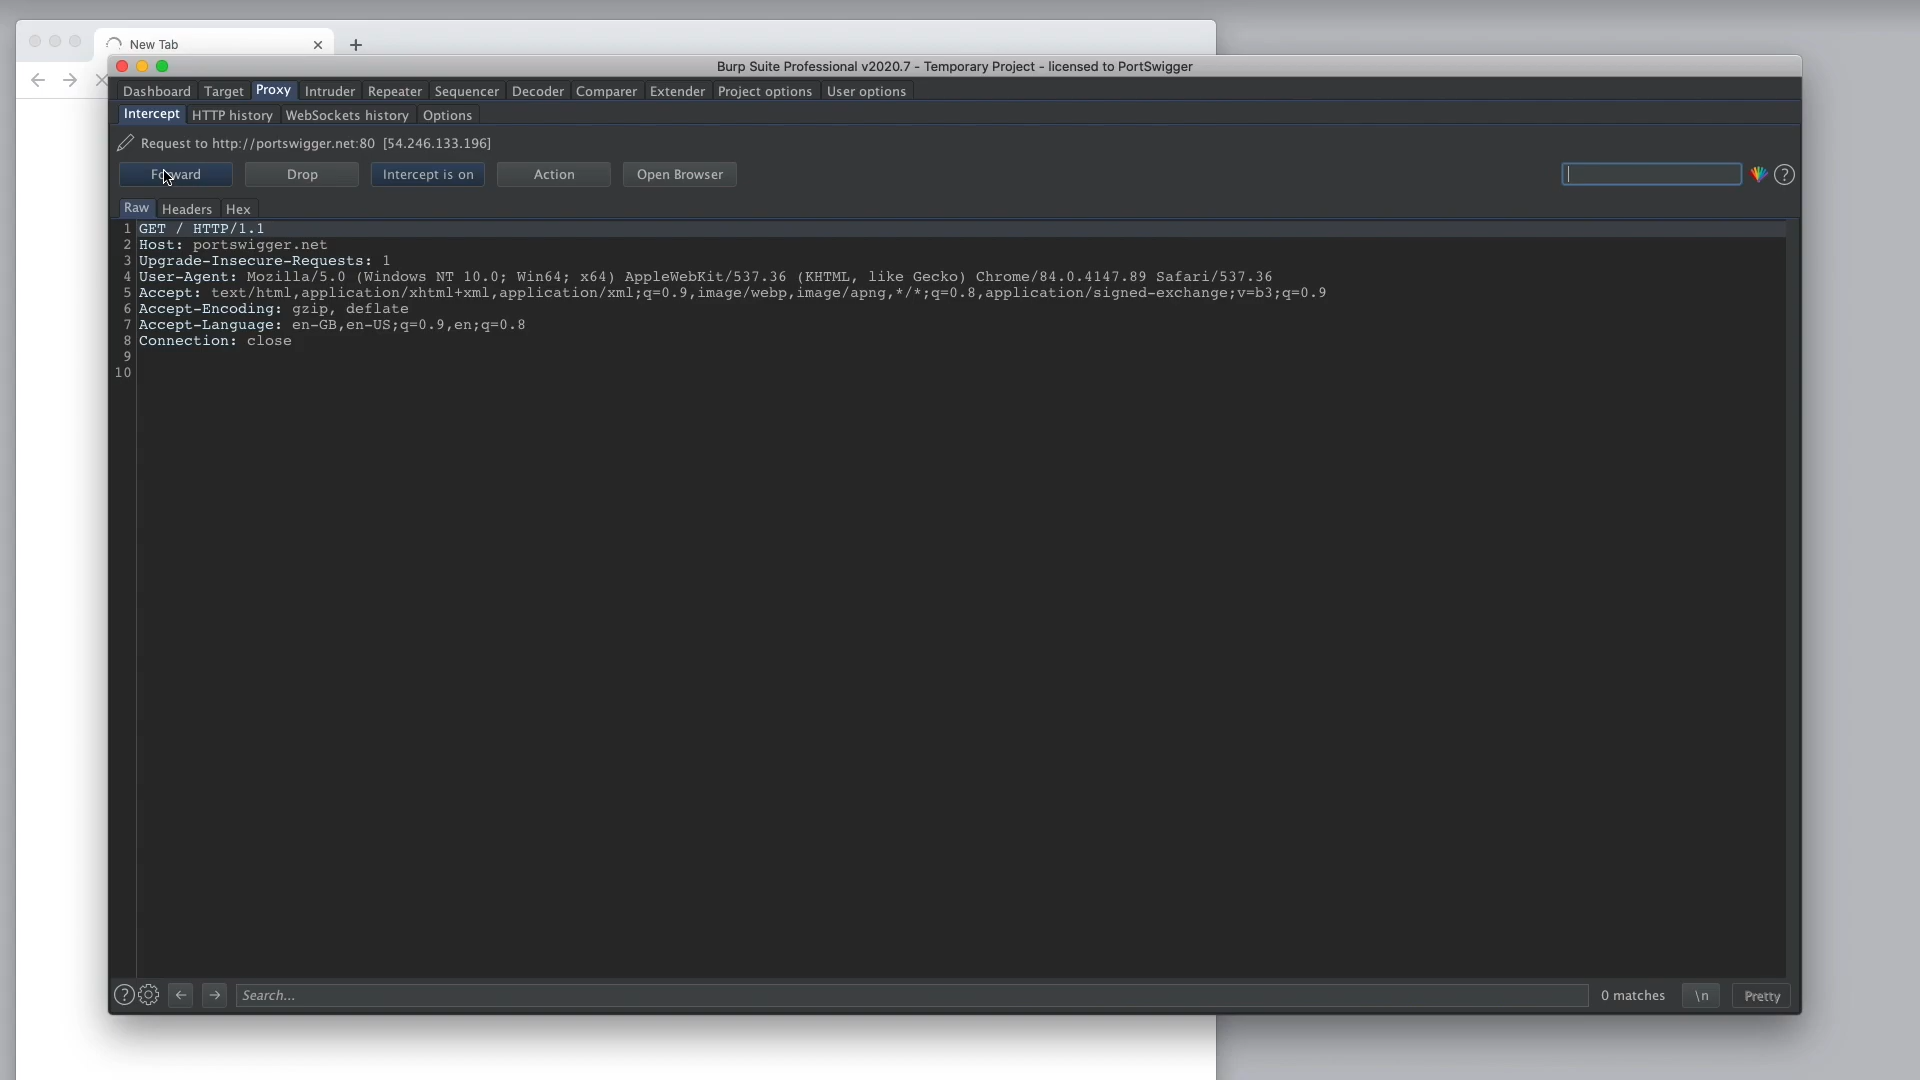 New Tab
Burp Suite Professional v2020.7 - Temporary Project - licensed to PortSwigger
Dashboard Target Proxy Intruder Repeater Sequencer Decoder Comparer Extender Project options User options
Intercept HTTP history WebSockets history Options
Request to http://portswigger.net:80 [54.246.133.196]
Forward Drop Intercept is on Action Open Browser
Raw Headers Hex
1 GET / HTTP/1.1
2 Host: portswigger.net
3 Upgrade-Insecure-Requests: 1
4 User-Agent: Mozilla/5.0 (Windows NT 10.0; Win64; x64) AppleWebKit/537.36 (KHTML, like Gecko) Chrome/84.0.4147.89 Safari/537.36
5 Accept: text/html,application/xhtml+xml,application/xml;q=0.9,image/webp,image/apng,*/*;q=0.8,application/signed-exchange;v=b3;q=0.9
6 Accept-Encoding: gzip, deflate
7 Accept-Language: en-GB,en-US;q=0.9,en;q=0.8
8 Connection: close
9
10
Search... 0 matches \n Pretty